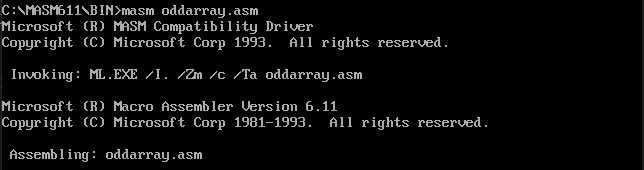 C:\MASM611\BIN>masm oddarray.asm
Microsoft (R) MASM Compatibility Driver
Copyright (C) Microsoft Corp 1993.  All rights reserved.
Invoking: ML.EXE /I. /Zm /c /Ta oddarray.asm
Microsoft (R) Macro Assembler Version 6.11
Copyright (C) Microsoft Corp 1981-1993.  All rights reserved.
Assembling: oddarray.asm